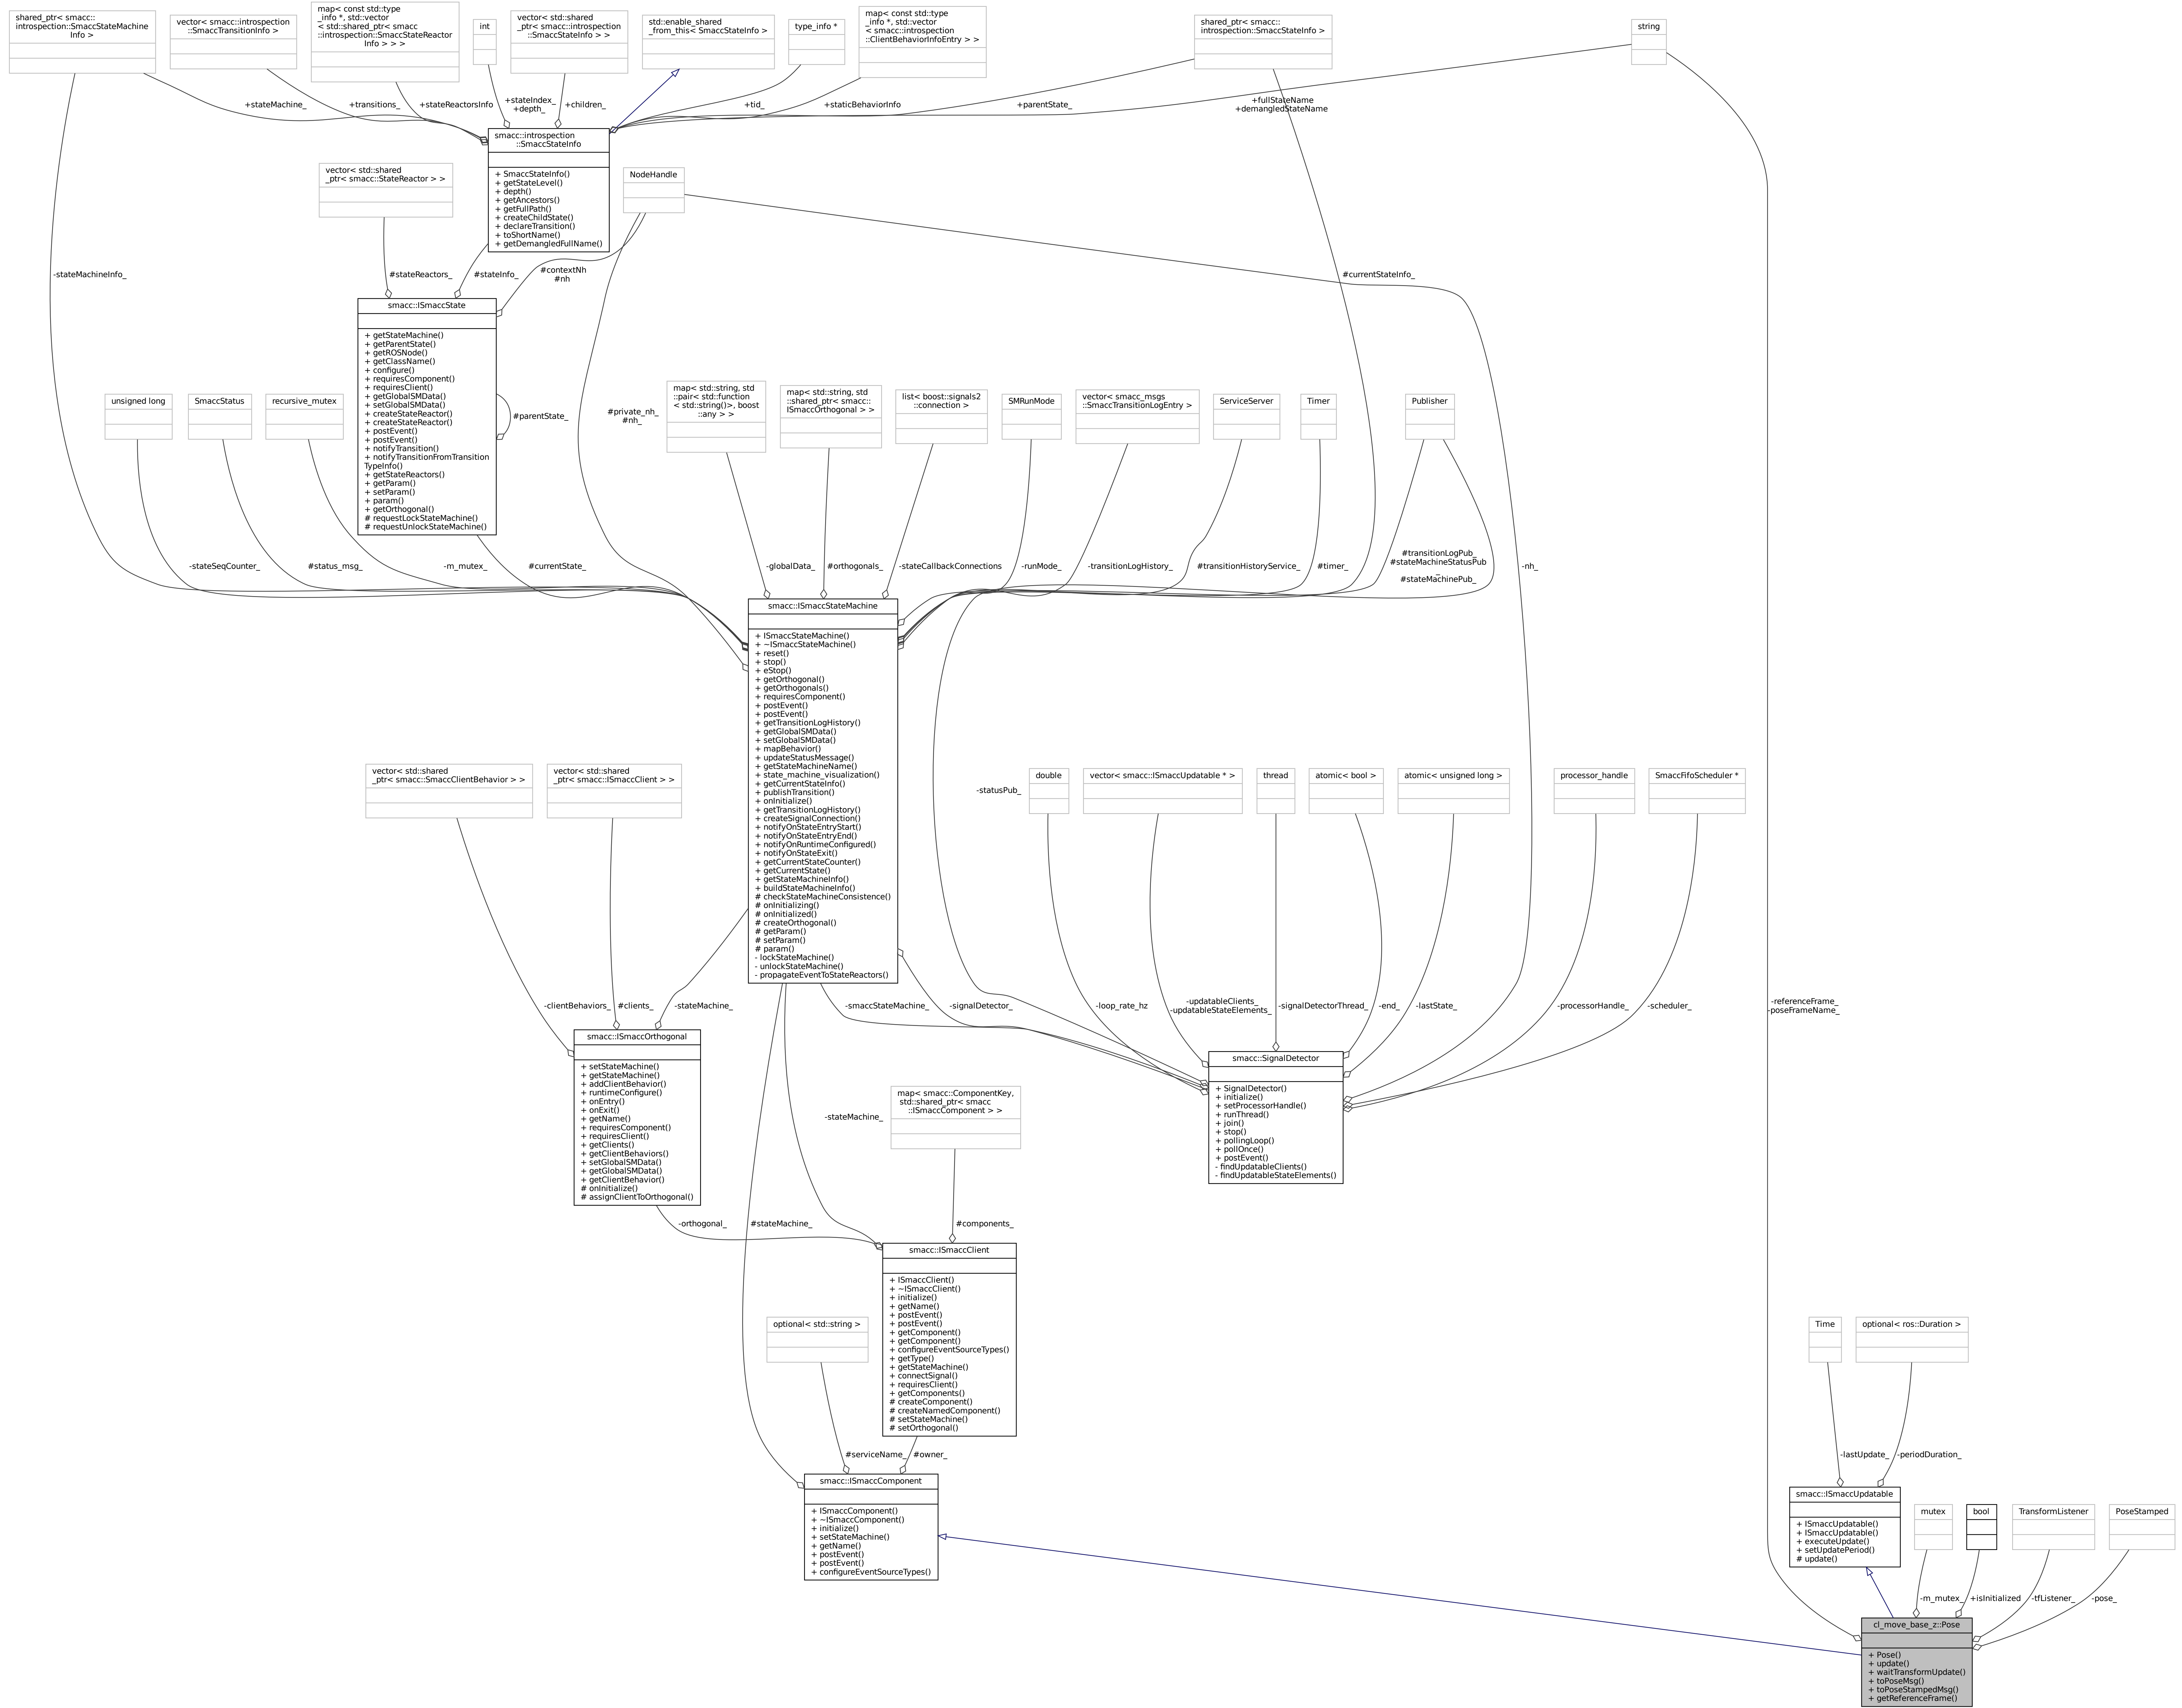 shared_ptr< smacc::
introspection::SmaccStateMachine
Info >
vector< smacc::introspection
::SmaccTransitionInfo >
map< const std::type
_info *, std::vector
< std::shared_ptr< smacc
::introspection::SmaccStateReactor
Info > > >
int
vector< std::shared
_ptr< smacc::introspection
::SmaccStateInfo > >
std::enable_shared
_from_this< SmaccStateInfo >
type_info *
map< const std::type
_info *, std::vector
< smacc::introspection
::ClientBehaviorInfoEntry > >
shared_ptr< smacc::
introspection::SmaccStateInfo >
string
+stateMachine_
+transitions_
+stateReactorsInfo
+stateIndex_
+depth_
+children_
+tid_
+staticBehaviorInfo
+parentState_
+fullStateName
+demangledStateName
smacc::introspection
::SmaccStateInfo
+ SmaccStateInfo()
+ getStateLevel()
+ depth()
+ getAncestors()
+ getFullPath()
+ createChildState()
+ declareTransition()
+ toShortName()
+ getDemangledFullName()
vector< std::shared
_ptr< smacc::StateReactor > >
NodeHandle
-stateMachineInfo_
#stateReactors_
#stateInfo_
#contextNh
#nh
#currentStateInfo_
smacc::ISmaccState
+ getStateMachine()
+ getParentState()
+ getROSNode()
+ getClassName()
+ configure()
+ requiresComponent()
+ requiresClient()
+ getGlobalSMData()
+ setGlobalSMData()
+ createStateReactor()
+ createStateReactor()
+ postEvent()
+ postEvent()
+ notifyTransition()
+ notifyTransitionFromTransition
TypeInfo()
+ getStateReactors()
+ getParam()
+ setParam()
+ param()
+ getOrthogonal()
# requestLockStateMachine()
# requestUnlockStateMachine()
#parentState_
#private_nh_
#nh_
unsigned long
SmaccStatus
recursive_mutex
map< std::string, std
::pair< std::function
< std::string()>, boost
::any > >
map< std::string, std
::shared_ptr< smacc::
ISmaccOrthogonal > >
list< boost::signals2
::connection >
SMRunMode
vector< smacc_msgs
::SmaccTransitionLogEntry >
ServiceServer
Timer
Publisher
-stateSeqCounter_
#status_msg_
-m_mutex_
#currentState_
-globalData_
#orthogonals_
-stateCallbackConnections
-runMode_
-transitionLogHistory_
#transitionHistoryService_
#timer_
#transitionLogPub_
#stateMachineStatusPub
_
#stateMachinePub_
-nh_
smacc::ISmaccStateMachine
+ ISmaccStateMachine()
+ ~ISmaccStateMachine()
+ reset()
+ stop()
+ eStop()
+ getOrthogonal()
+ getOrthogonals()
+ requiresComponent()
+ postEvent()
+ postEvent()
+ getTransitionLogHistory()
+ getGlobalSMData()
+ setGlobalSMData()
+ mapBehavior()
+ updateStatusMessage()
+ getStateMachineName()
+ state_machine_visualization()
+ getCurrentStateInfo()
+ publishTransition()
+ onInitialize()
+ getTransitionLogHistory()
+ createSignalConnection()
+ notifyOnStateEntryStart()
+ notifyOnStateEntryEnd()
+ notifyOnRuntimeConfigured()
+ notifyOnStateExit()
+ getCurrentStateCounter()
+ getCurrentState()
+ getStateMachineInfo()
+ buildStateMachineInfo()
# checkStateMachineConsistence()
# onInitializing()
# onInitialized()
# createOrthogonal()
# getParam()
# setParam()
# param()
- lockStateMachine()
- unlockStateMachine()
- propagateEventToStateReactors()
vector< std::shared
_ptr< smacc::SmaccClientBehavior > >
vector< std::shared
_ptr< smacc::ISmaccClient > >
-statusPub_
double
vector< smacc::ISmaccUpdatable * >
thread
atomic< bool >
atomic< unsigned long >
processor_handle
SmaccFifoScheduler *
-clientBehaviors_
#clients_
-stateMachine_
-smaccStateMachine_
-signalDetector_
-loop_rate_hz
-updatableClients_
-updatableStateElements_
-signalDetectorThread_
-end_
-lastState_
-processorHandle_
-scheduler_
-referenceFrame_
-poseFrameName_
smacc::ISmaccOrthogonal
+ setStateMachine()
+ getStateMachine()
+ addClientBehavior()
+ runtimeConfigure()
+ onEntry()
+ onExit()
+ getName()
+ requiresComponent()
+ requiresClient()
+ getClients()
+ getClientBehaviors()
+ setGlobalSMData()
+ getGlobalSMData()
+ getClientBehavior()
# onInitialize()
# assignClientToOrthogonal()
smacc::SignalDetector
+ SignalDetector()
+ initialize()
+ setProcessorHandle()
+ runThread()
+ join()
+ stop()
+ pollingLoop()
+ pollOnce()
+ postEvent()
- findUpdatableClients()
- findUpdatableStateElements()
-stateMachine_
map< smacc::ComponentKey,
std::shared_ptr< smacc
::ISmaccComponent > >
-orthogonal_
#stateMachine_
#components_
smacc::ISmaccClient
+ ISmaccClient()
+ ~ISmaccClient()
+ initialize()
+ getName()
+ postEvent()
+ postEvent()
+ getComponent()
+ getComponent()
+ configureEventSourceTypes()
+ getType()
+ getStateMachine()
+ connectSignal()
+ requiresClient()
+ getComponents()
# createComponent()
# createNamedComponent()
# setStateMachine()
# setOrthogonal()
optional< std::string >
Time
optional< ros::Duration >
#serviceName_
#owner_
-lastUpdate_
-periodDuration_
smacc::ISmaccComponent
+ ISmaccComponent()
+ ~ISmaccComponent()
+ initialize()
+ setStateMachine()
+ getName()
+ postEvent()
+ postEvent()
+ configureEventSourceTypes()
smacc::ISmaccUpdatable
+ ISmaccUpdatable()
+ ISmaccUpdatable()
+ executeUpdate()
+ setUpdatePeriod()
# update()
mutex
bool
TransformListener
PoseStamped
-m_mutex_
+isInitialized
-tfListener_
-pose_
cl_move_base_z::Pose
+ Pose()
+ update()
+ waitTransformUpdate()
+ toPoseMsg()
+ toPoseStampedMsg()
+ getReferenceFrame()